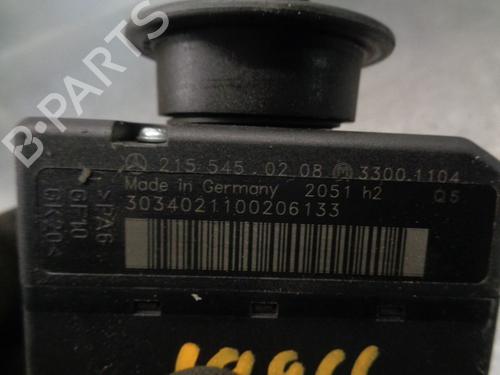 B-PARTS
215 545 02 08 3300.1104
Made in Germany 2051 h2 Q5
3034021100206133
>PA6
GF10
GK20<